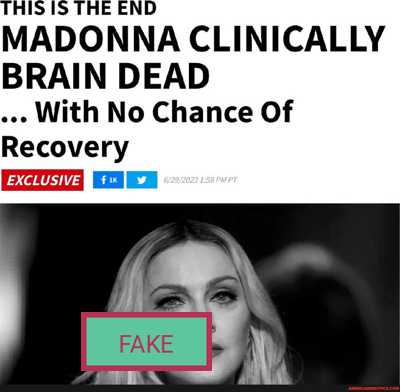 THIS IS THE END
MADONNA CLINICALLY
BRAIN DEAD
... With No Chance Of
Recovery
EXCLUSIVE
f 1K
6/29/2023 1:58 PM PT
FAKE
AMERICASBESTPICS.COM